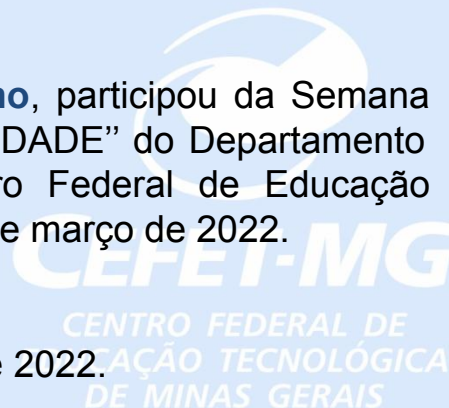 no, participou da Semana
DADE” do Departamento
ro Federal de Educação
e março de 2022.
CEFET-MG
CENTRO FEDERAL DE
e 2022.
AÇÃO TECNOLÓGICA
DE MINAS GERAIS